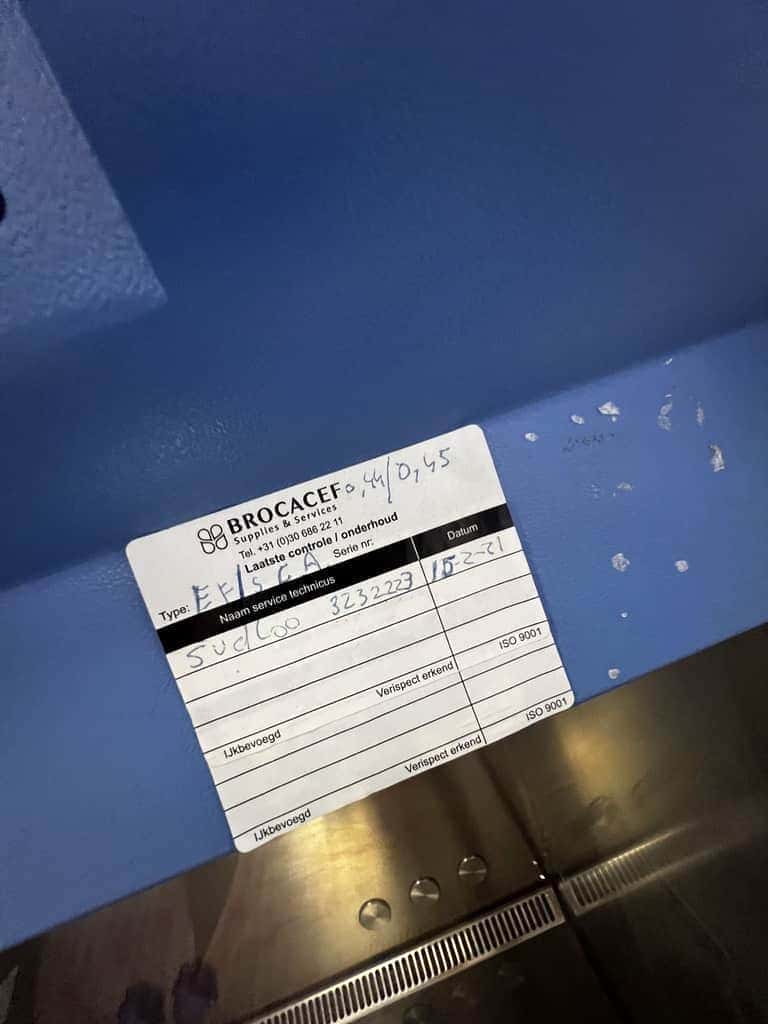 BROCACEF 0,44/0,45
Supplies & Services
Tel. +31 (0)30 686 22 11
Laatste controle / onderhoud
Type: Serie nr:
Naam service technicus Datum
3232223 15-2-21
Verispect erkend ISO 9001
IJkbevoegd
Verispect erkend ISO 9001
IJkbevoegd